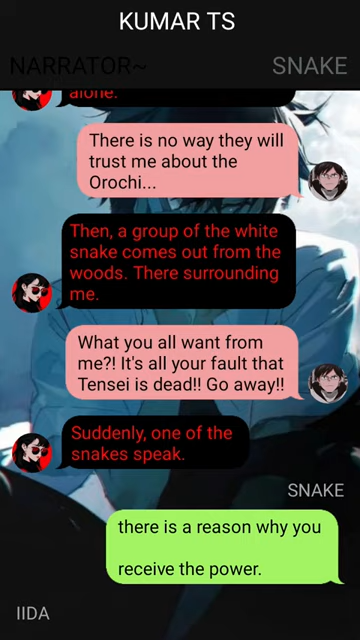 KUMAR TS
NARRATOR~
SNAKE
alone.
There is no way they will
trust me about the
Orochi...
Then, a group of the white
snake comes out from the
woods. There surrounding
me.
What you all want from
me?! It's all your fault that
Tensei is dead!! Go away!!
Suddenly, one of the
snakes speak.
SNAKE
there is a reason why you
receive the power.
IIDA